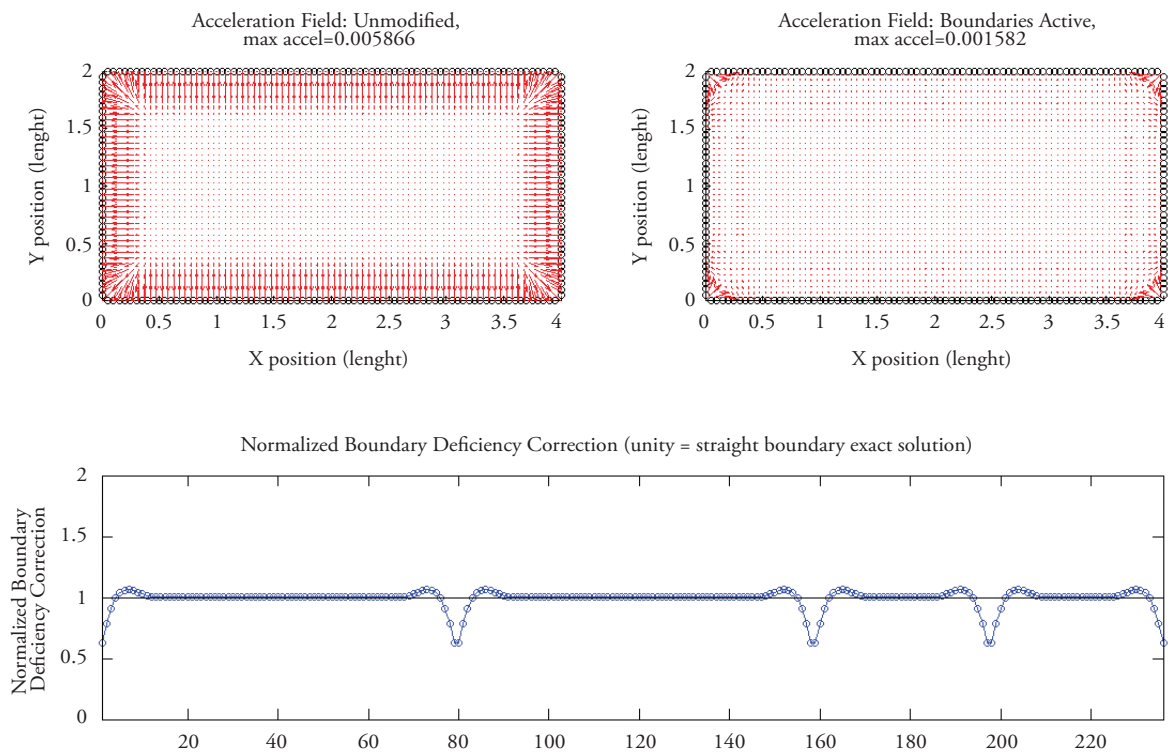 Acceleration Field: Unmodified,
max accel=0.005866
2
1.5
1
0.5
0
Y position (lenght)
0 0.5 1 1.5 2 2.5 3 3.5 4
X position (lenght)
Acceleration Field: Boundaries Active,
max accel=0.001582
2
1.5
1
0.5
0
Y position (lenght)
0 0.5 1 1.5 2 2.5 3 3.5 4
X position (lenght)
Normalized Boundary Deficiency Correction (unity = straight boundary exact solution)
2
1.5
1
0.5
0
Normalized Boundary
Deficiency Correction
20 40 60 80 100 120 140 160 180 200 220